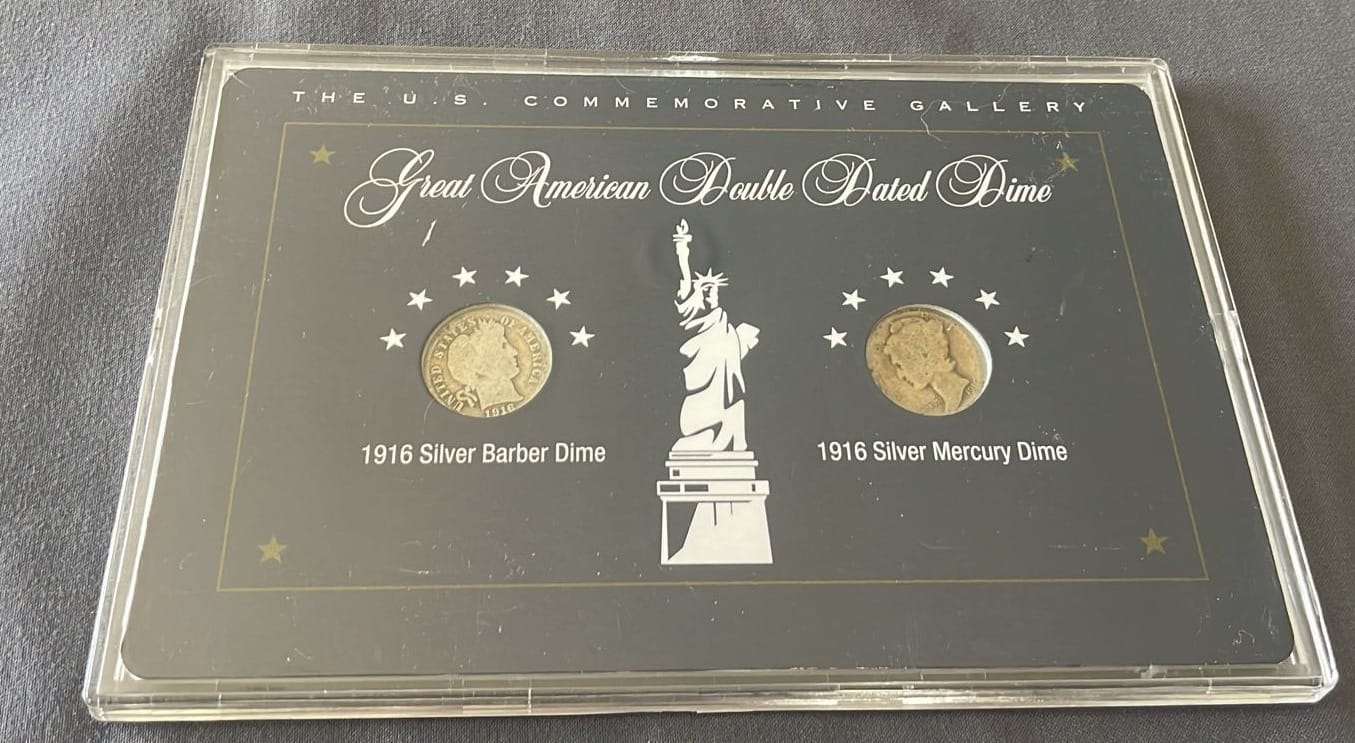 THE U.S. COMMEMORATIVE GALLERY
Great American Double Dated Dime
UNITED STATES OF AMERICA
1916
1916 Silver Barber Dime
1916 Silver Mercury Dime